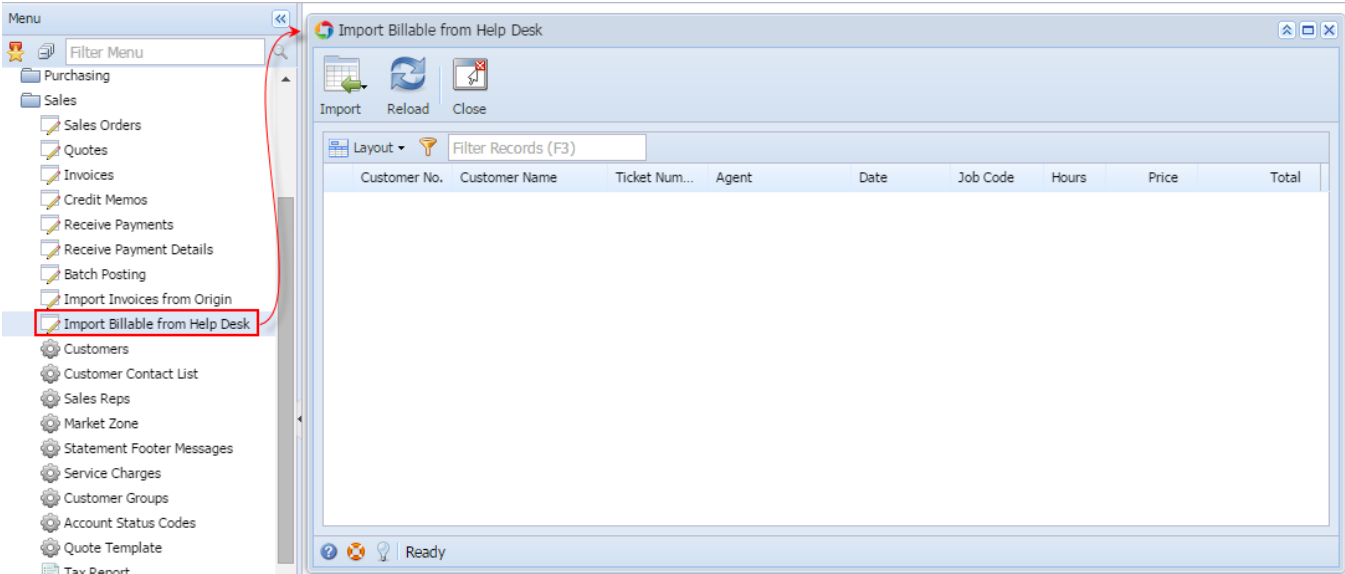 Menu
Filter Menu
Purchasing
Sales
Sales Orders
Quotes
Invoices
Credit Memos
Receive Payments
Receive Payment Details
Batch Posting
Import Invoices from Origin
Import Billable from Help Desk
Customers
Customer Contact List
Sales Reps
Market Zone
Statement Footer Messages
Service Charges
Customer Groups
Account Status Codes
Quote Template
Tax Report
Import Billable from Help Desk
Import Reload Close
Layout Filter Records (F3)
Customer No. Customer Name Ticket Num... Agent Date Job Code Hours Price Total
Ready